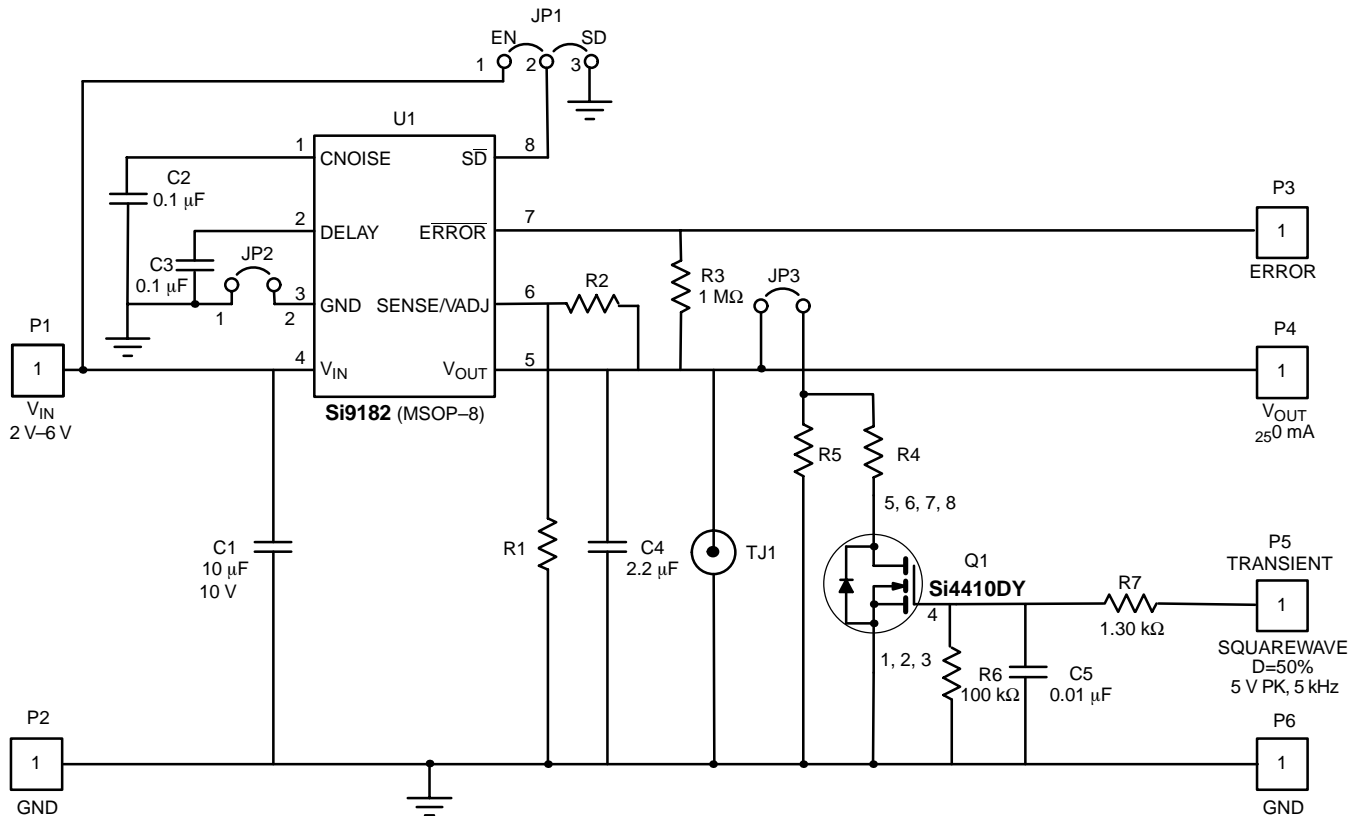 JP1
EN
SD
1
2
3
U1
1
CNOISE
SD
8
C2
0.1 μF
2
DELAY
ERROR
7
P3
1
ERROR
C3
0.1 μF
JP2
1
2
3
GND
SENSE/VADJ
6
R2
R3
1 MΩ
JP3
P1
1
VIN
2 V–6 V
4
VIN
VOUT
5
Si9182 (MSOP–8)
P4
1
VOUT
250 mA
R5
R4
5, 6, 7, 8
C1
10 μF
10 V
R1
C4
2.2 μF
TJ1
Q1
Si4410DY
4
1, 2, 3
R7
1.30 kΩ
P5
TRANSIENT
1
SQUAREWAVE
D=50%
5 V PK, 5 kHz
R6
100 kΩ
C5
0.01 μF
P2
1
GND
P6
1
GND